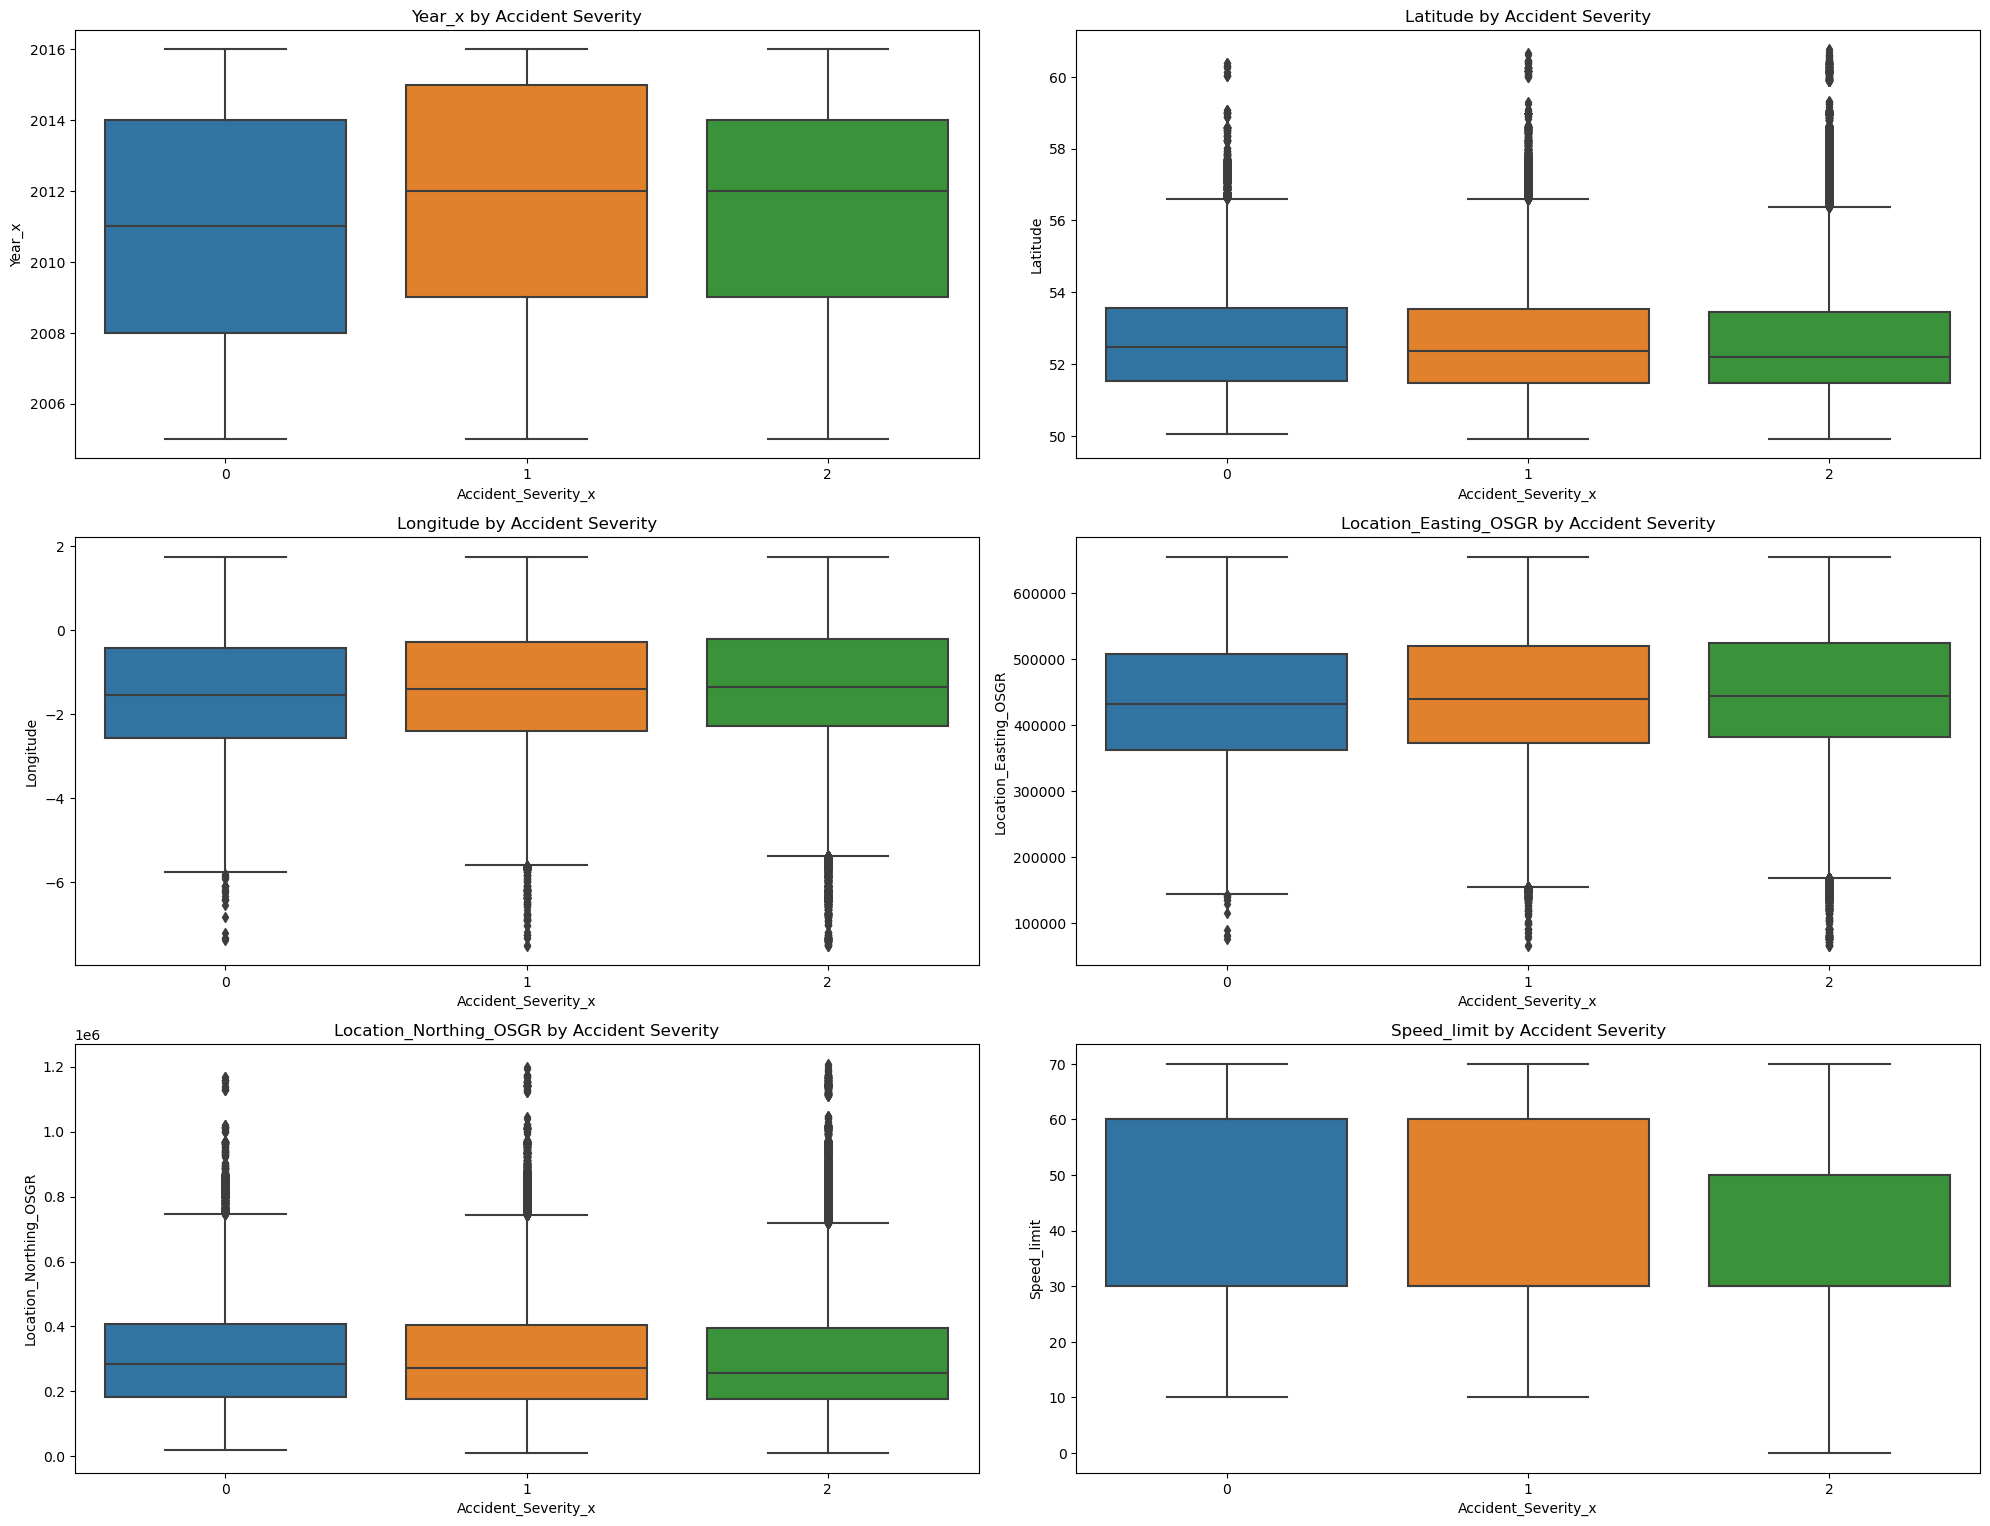 Year_x by Accident Severity
2016
2014
2012
2010
2008
2006
Year_x
0 1 2
Accident_Severity_x
Latitude by Accident Severity
60
58
56
54
52
50
Latitude
0 1 2
Accident_Severity_x
Longitude by Accident Severity
2
0
−2
−4
−6
Longitude
0 1 2
Accident_Severity_x
Location_Easting_OSGR by Accident Severity
600000
500000
400000
300000
200000
100000
Location_Easting_OSGR
0 1 2
Accident_Severity_x
Location_Northing_OSGR by Accident Severity
1e6
1.2
1.0
0.8
0.6
0.4
0.2
0.0
Location_Northing_OSGR
0 1 2
Accident_Severity_x
Speed_limit by Accident Severity
70
60
50
40
30
20
10
0
Speed_limit
0 1 2
Accident_Severity_x